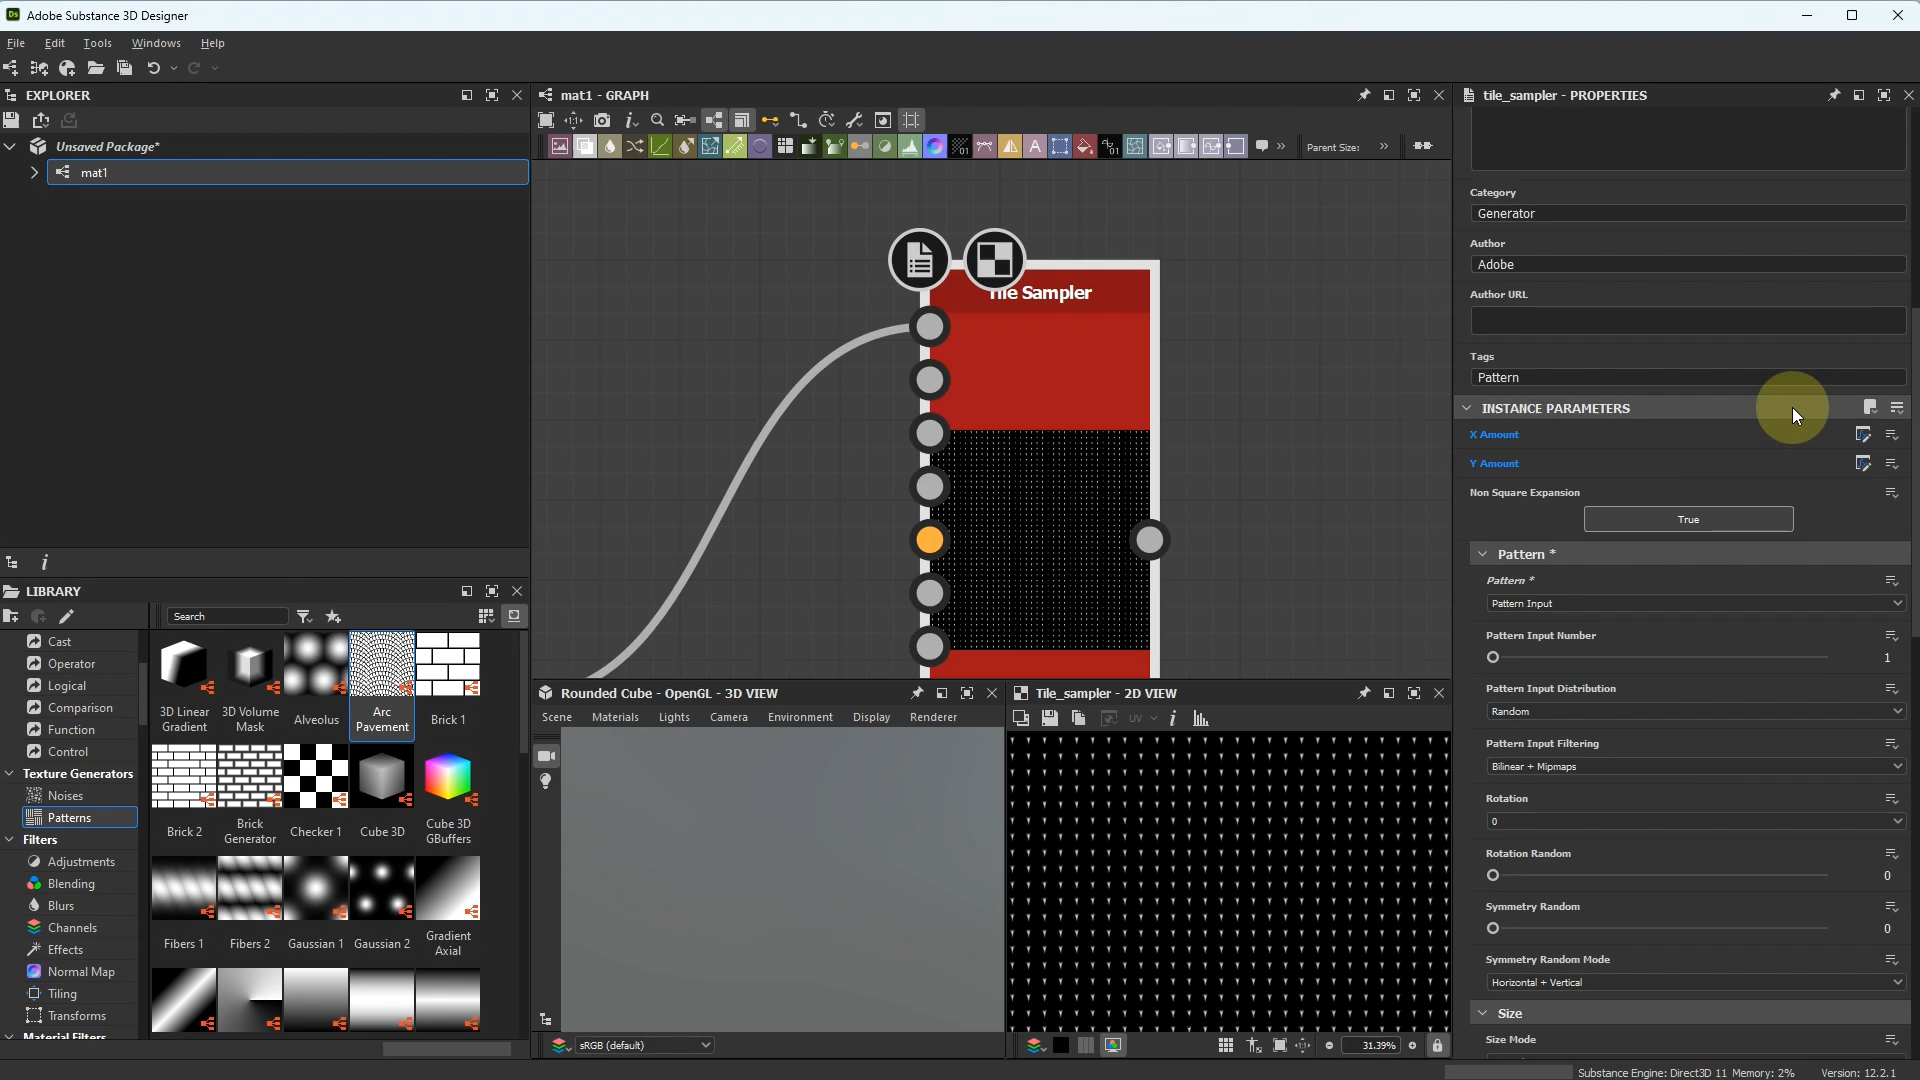 Adobe Substance 3D Designer
File Edit Tools Windows Help
EXPLORER
Unsaved Package*
mat1
LIBRARY
Search
Cast
Operator
Logical
Comparison
Function
Control
Texture Generators
Noises
Patterns
Filters
Adjustments
Blending
Blurs
Channels
Effects
Normal Map
Tiling
Transforms
Material Filters
3D Linear Gradient
3D Volume Mask
Alveolus
Arc Pavement
Brick 1
Brick 2
Brick Generator
Checker 1
Cube 3D
Cube 3D GBuffers
Fibers 1
Fibers 2
Gaussian 1
Gaussian 2
Gradient Axial
mat1 - GRAPH
Parent Size:
Tile Sampler
Rounded Cube - OpenGL - 3D VIEW
Scene Materials Lights Camera Environment Display Renderer
sRGB (default)
Tile_sampler - 2D VIEW
UV
31.39%
tile_sampler - PROPERTIES
Category
Generator
Author
Adobe
Author URL
Tags
Pattern
INSTANCE PARAMETERS
X Amount
Y Amount
Non Square Expansion
True
Pattern *
Pattern *
Pattern Input
Pattern Input Number
1
Pattern Input Distribution
Random
Pattern Input Filtering
Bilinear + Mipmaps
Rotation
0
Rotation Random
0
Symmetry Random
0
Symmetry Random Mode
Horizontal + Vertical
Size
Size Mode
Substance Engine: Direct3D 11 Memory: 2% Version: 12.2.1